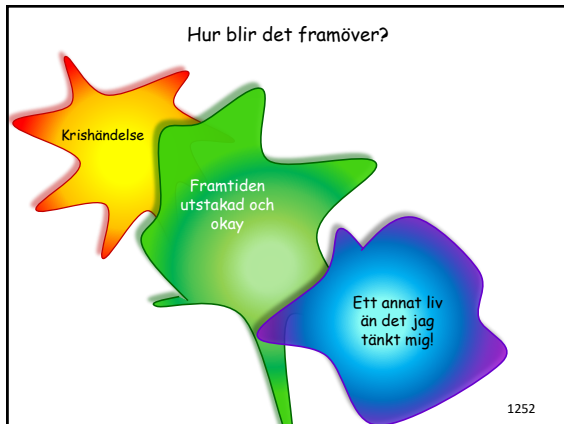 Hur blir det framöver?
Krishändelse
Framtiden
utstakad och
okay
Ett annat liv
än det jag
tänkt mig!
1252